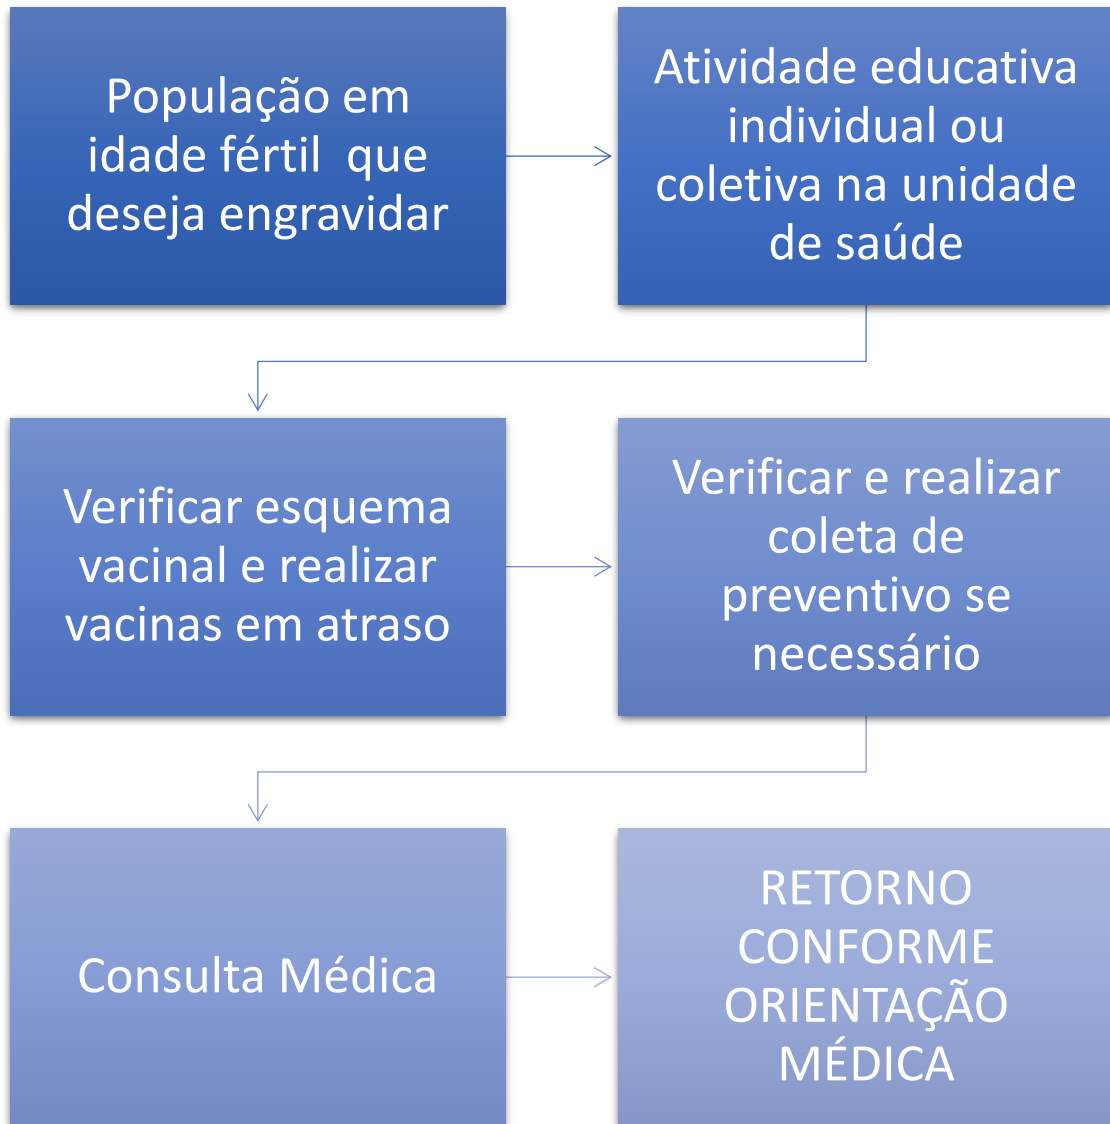 População em
idade fértil  que
deseja engravidar
Atividade educativa
individual ou
coletiva na unidade
de saúde
Verificar esquema
vacinal e realizar
vacinas em atraso
Verificar e realizar
coleta de
preventivo se
necessário
Consulta Médica
RETORNO
CONFORME
ORIENTAÇÃO
MÉDICA